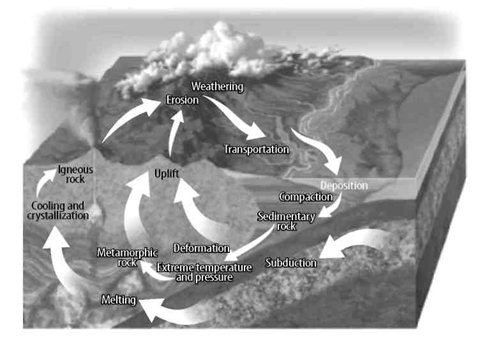 Weathering
Erosion
Transportation
Igneous
rock
Uplift
Deposition
Compaction
Cooling and
crystallization
Sedimentary
rock
Deformation
Metamorphic
rock
Extreme temperature
and pressure
Subduction
Melting